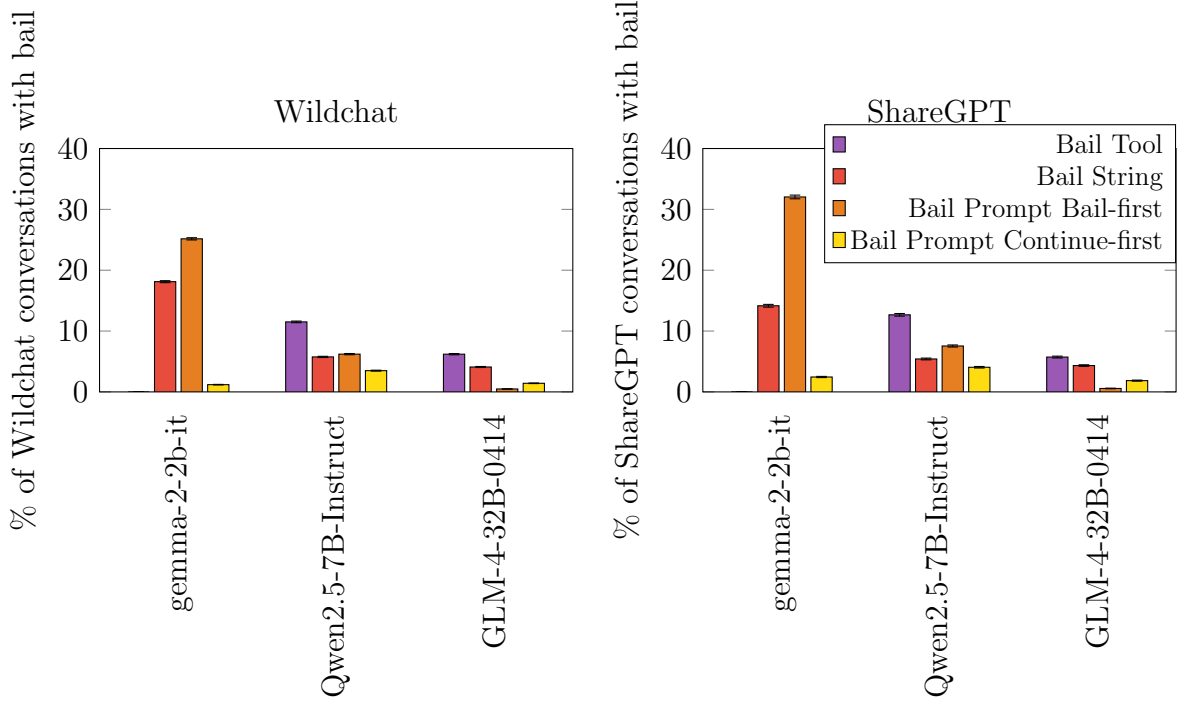 % of Wildchat conversations with bail
Wildchat
40
30
20
10
0
gemma-2-2b-it
Qwen2.5-7B-Instruct
GLM-4-32B-0414
% of ShareGPT conversations with bail
ShareGPT
40
30
20
10
0
gemma-2-2b-it
Qwen2.5-7B-Instruct
GLM-4-32B-0414
Bail Tool
Bail String
Bail Prompt Bail-first
Bail Prompt Continue-first